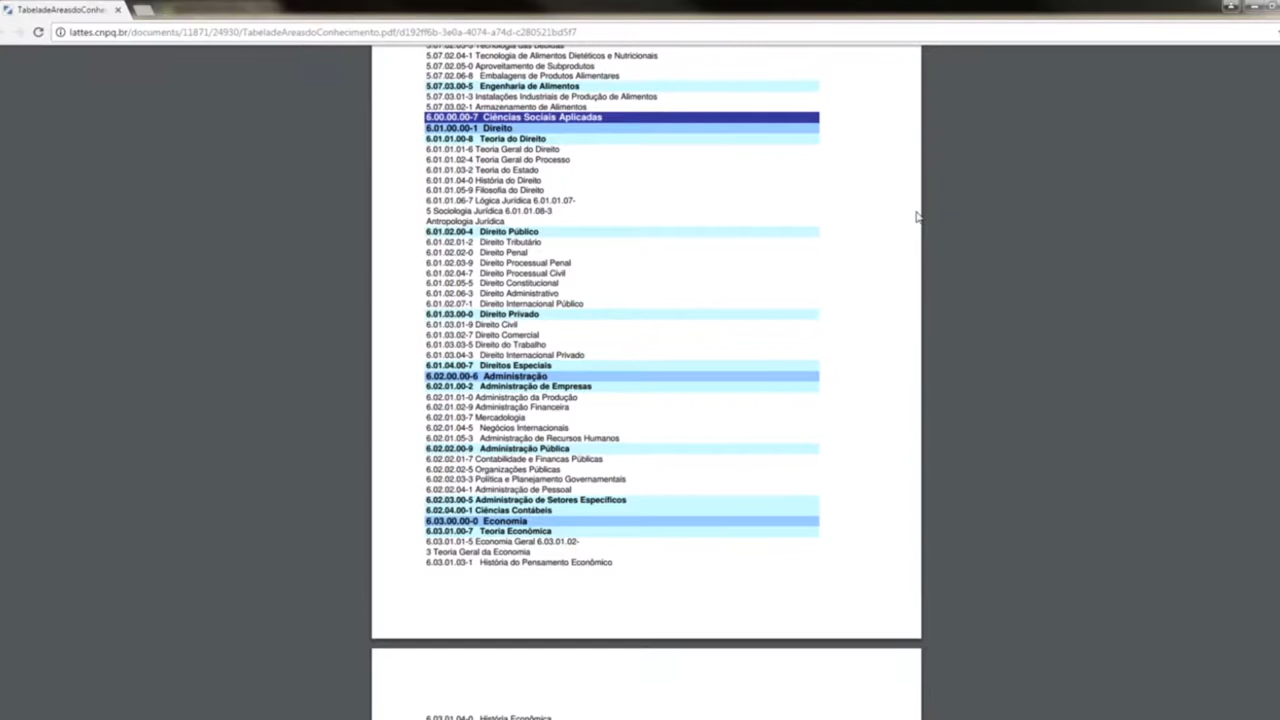 TabeladeAreasdoConhe
lattes.cnpq.br/documents/11871/24930/TabeladeAreasdoConhecimento.pdf/d192ff6b-3e0a-4074-a74d-c280521bd5f7
5.07.02.03-3 Tecnologia das Bebidas
5.07.02.04-1 Tecnologia de Alimentos Dietéticos e Nutricionais
5.07.02.05-0 Aproveitamento de Subprodutos
5.07.02.06-8 Embalagens de Produtos Alimentares
5.07.03.00-5 Engenharia de Alimentos
5.07.03.01-3 Instalações Industriais de Produção de Alimentos
5.07.03.02-1 Armazenamento de Alimentos
6.00.00.00-7 Ciências Sociais Aplicadas
6.01.00.00-1 Direito
6.01.01.00-8 Teoria do Direito
6.01.01.01-6 Teoria Geral do Direito
6.01.01.02-4 Teoria Geral do Processo
6.01.01.03-2 Teoria do Estado
6.01.01.04-0 História do Direito
6.01.01.05-9 Filosofia do Direito
6.01.01.06-7 Lógica Jurídica 6.01.01.07-
5 Sociologia Jurídica 6.01.01.08-3
Antropologia Jurídica
6.01.02.00-4 Direito Público
6.01.02.01-2 Direito Tributário
6.01.02.02-0 Direito Penal
6.01.02.03-9 Direito Processual Penal
6.01.02.04-7 Direito Processual Civil
6.01.02.05-5 Direito Constitucional
6.01.02.06-3 Direito Administrativo
6.01.02.07-1 Direito Internacional Público
6.01.03.00-0 Direito Privado
6.01.03.01-9 Direito Civil
6.01.03.02-7 Direito Comercial
6.01.03.03-5 Direito do Trabalho
6.01.03.04-3 Direito Internacional Privado
6.01.04.00-7 Direitos Especiais
6.02.00.00-6 Administração
6.02.01.00-2 Administração de Empresas
6.02.01.01-0 Administração da Produção
6.02.01.02-9 Administração Financeira
6.02.01.03-7 Mercadologia
6.02.01.04-5 Negócios Internacionais
6.02.01.05-3 Administração de Recursos Humanos
6.02.02.00-9 Administração Pública
6.02.02.01-7 Contabilidade e Financas Públicas
6.02.02.02-5 Organizações Públicas
6.02.02.03-3 Política e Planejamento Governamentais
6.02.02.04-1 Administração de Pessoal
6.02.03.00-5 Administração de Setores Específicos
6.02.04.00-1 Ciências Contábeis
6.03.00.00-0 Economia
6.03.01.00-7 Teoria Econômica
6.03.01.01-5 Economia Geral 6.03.01.02-
3 Teoria Geral da Economia
6.03.01.03-1 História do Pensamento Econômico
6.03.01.04-0 História Econômica